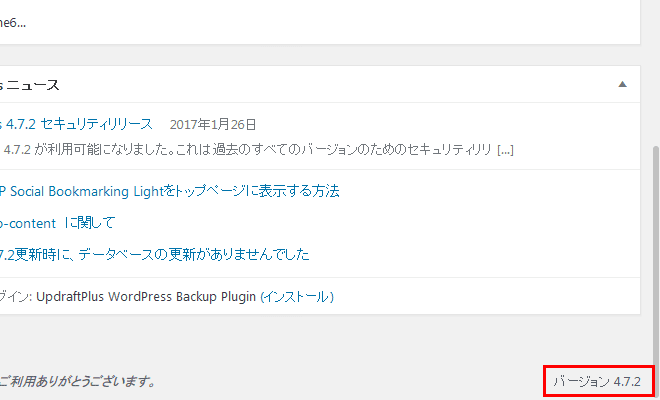 ne6...
s ニュース
s 4.7.2 セキュリティリリース 2017年1月26日
4.7.2 が利用可能になりました。これは過去のすべてのバージョンのためのセキュリティリリ [...]
P Social Bookmarking Lightをトップページに表示する方法
o-content に関して
7.2更新時に、データベースの更新がありませんでした
グイン: UpdraftPlus WordPress Backup Plugin (インストール)
ご利用ありがとうございます。
バージョン 4.7.2